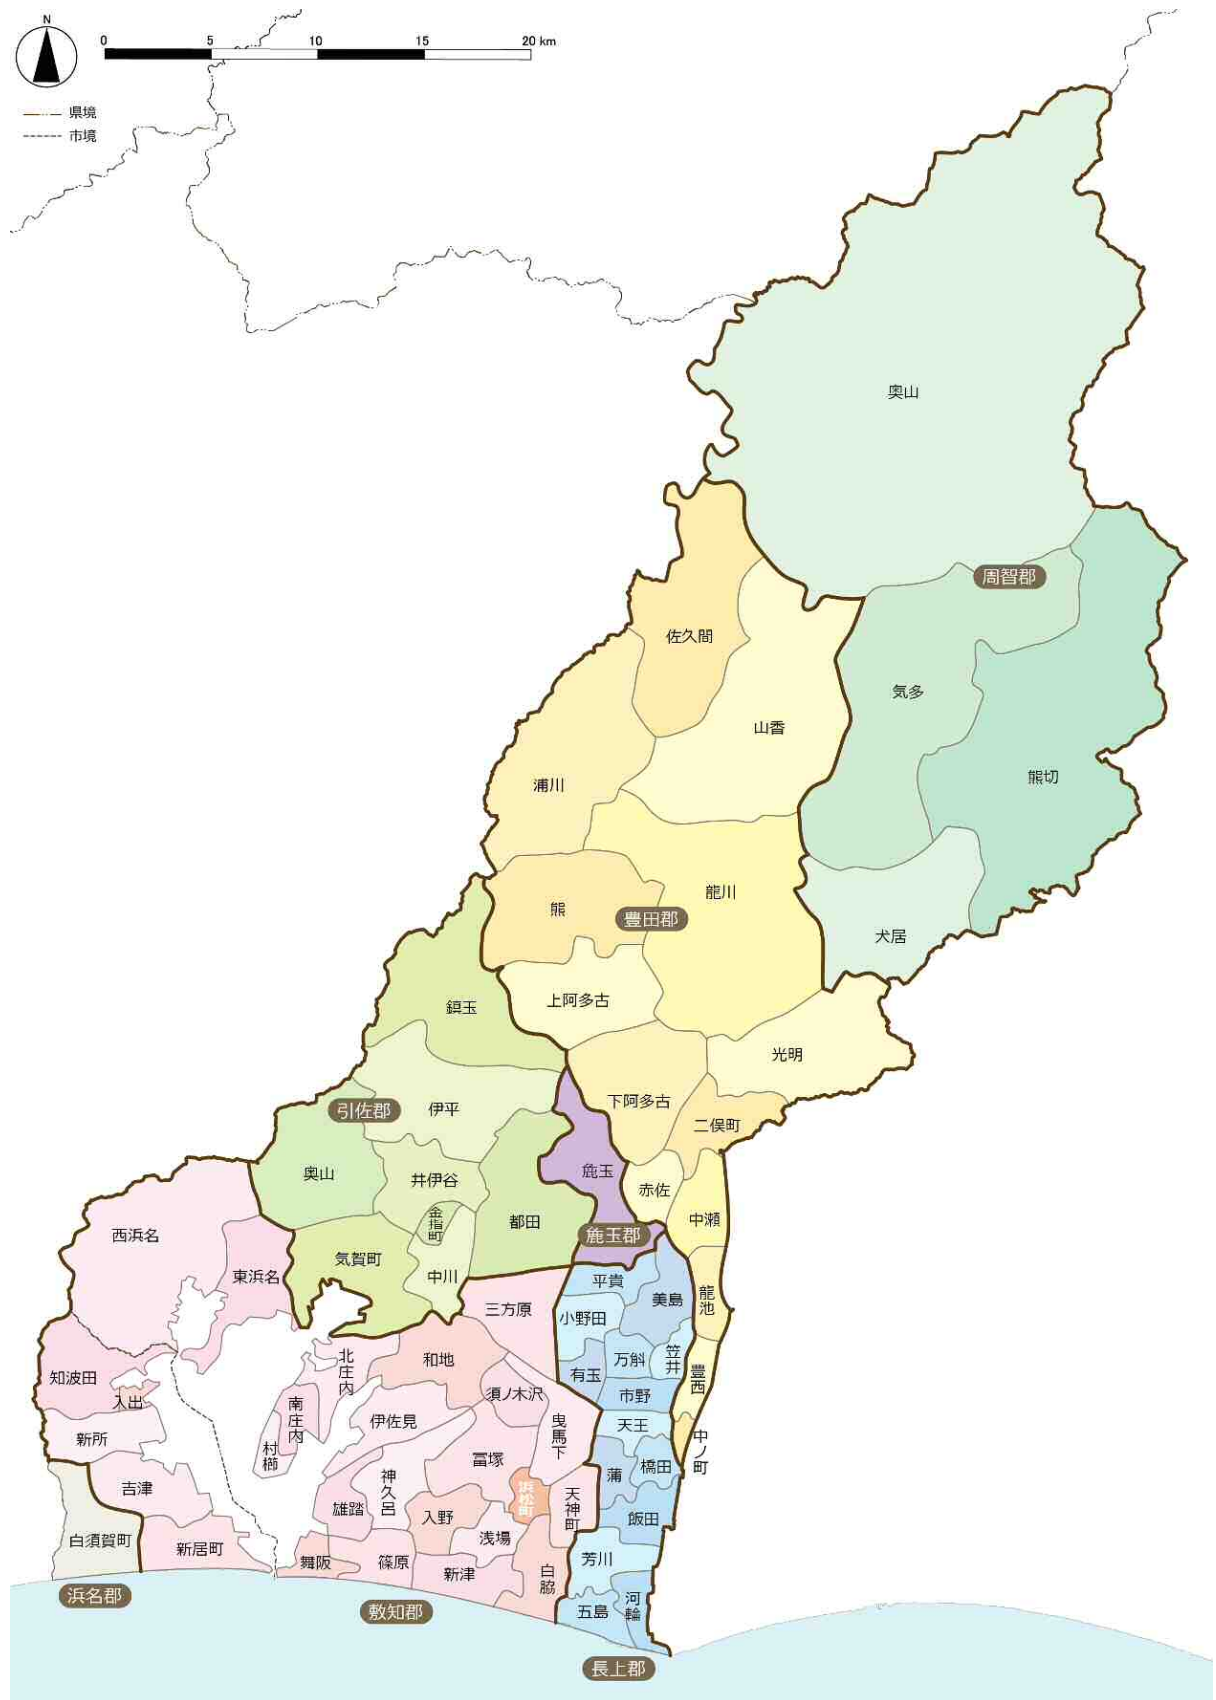 N
0 5 10 15 20 km
県境
市境
奥山
周智郡
佐久間
気多
山香
熊切
浦川
龍川
熊
豊田郡
犬居
上阿多古
鎮玉
光明
下阿多古
引佐郡
伊平
二俣町
奥山
井伊谷
麁玉
赤佐
金指町
都田
中瀬
西浜名
麁玉郡
気賀町
東浜名
中川
平貴
美島
龍池
三方原
小野田
北庄内
和地
万斛
笠井
知波田
有玉
豊西
入出
須ノ木沢
市野
南庄内
伊佐見
天王
曳馬下
新所
村櫛
中ノ町
冨塚
蒲
橋田
吉津
神久呂
浜松町
天神町
雄踏
入野
飯田
白須賀町
新居町
浅場
舞阪
篠原
新津
白脇
芳川
浜名郡
敷知郡
五島
河輪
長上郡